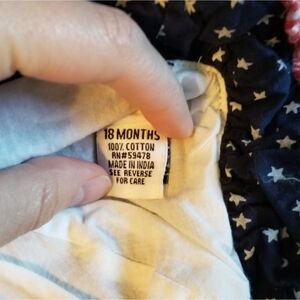 18 MONTHS
100% COTTON
RN#59478
MADE IN INDIA
SEE REVERSE
FOR CARE